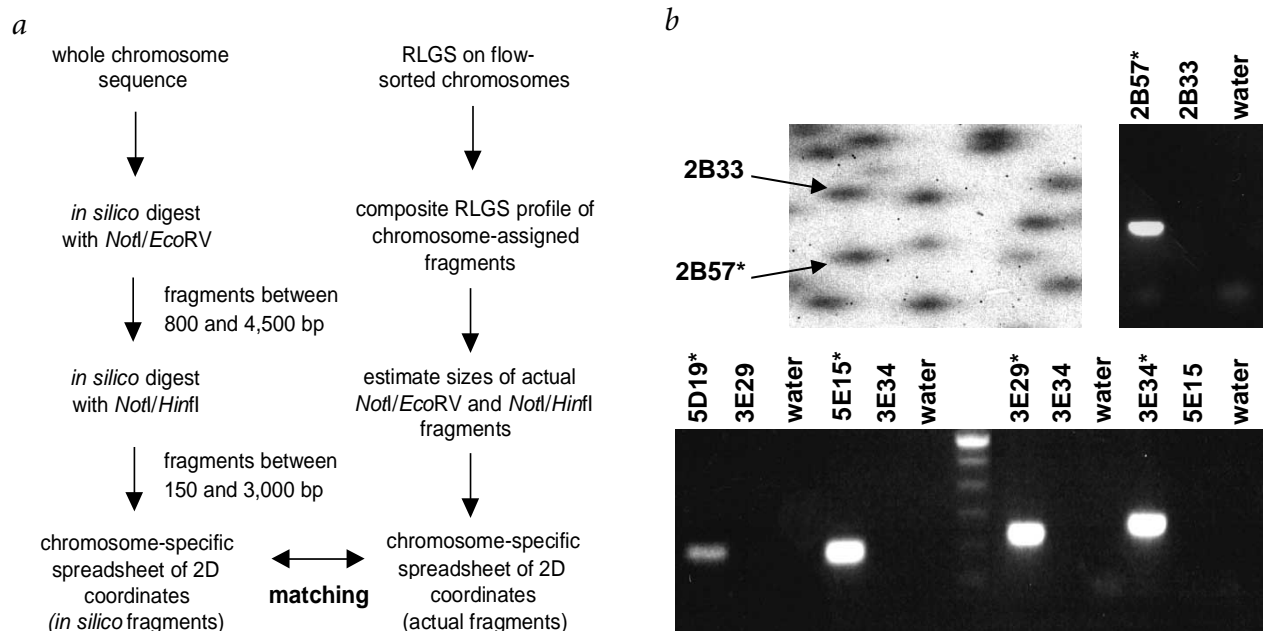 a
whole chromosome
sequence
in silico digest
with NotI/EcoRV
fragments between
800 and 4,500 bp
in silico digest
with NotI/HinfI
fragments between
150 and 3,000 bp
chromosome-specific
spreadsheet of 2D
coordinates
(in silico fragments)
matching
RLGS on flow-
sorted chromosomes
composite RLGS profile of
chromosome-assigned
fragments
estimate sizes of actual
NotI/EcoRV and NotI/HinfI
fragments
chromosome-specific
spreadsheet of 2D
coordinates
(actual fragments)
b
2B33
2B57*
2B57*
2B33
water
5D19*
3E29
water
5E15*
3E34
water
3E29*
3E34
water
3E34*
5E15
water